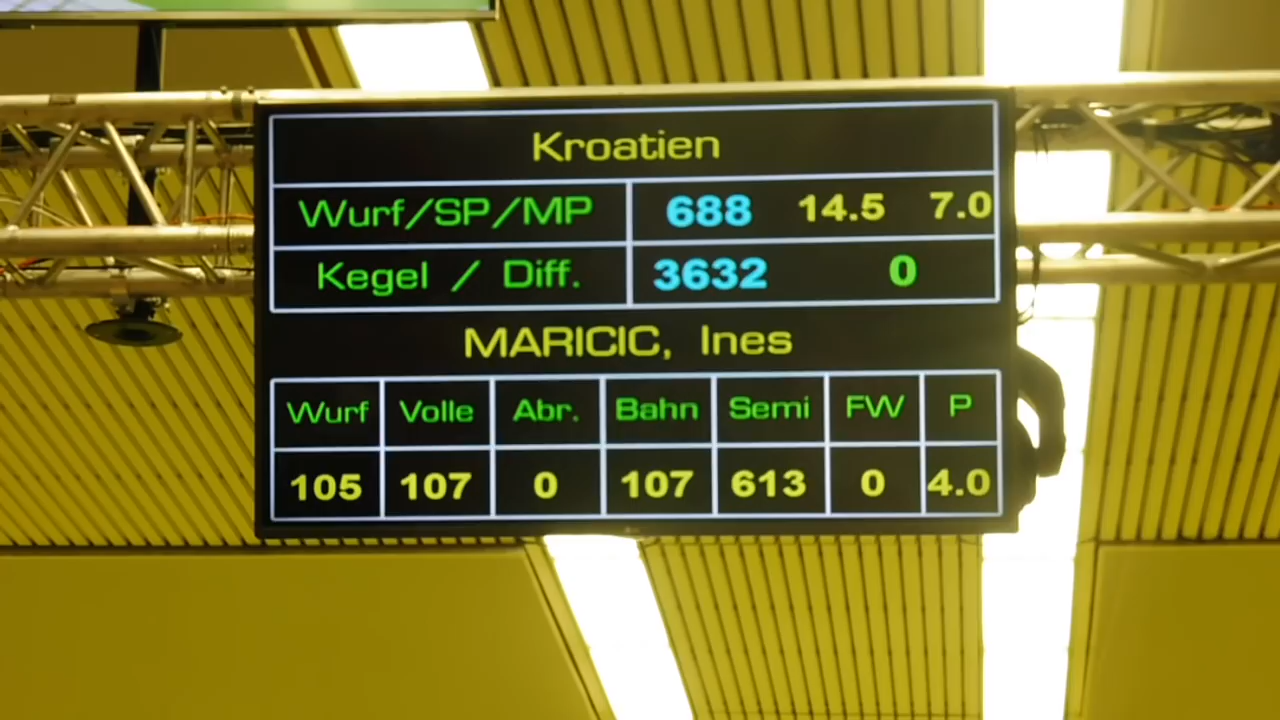 Kroatien
Wurf/SP/MP 688 14.5 7.0
Kegel / Diff. 3632 0
MARICIC, Ines
Wurf Volle Abr. Bahn Semi FW P
105 107 0 107 613 0 4.0